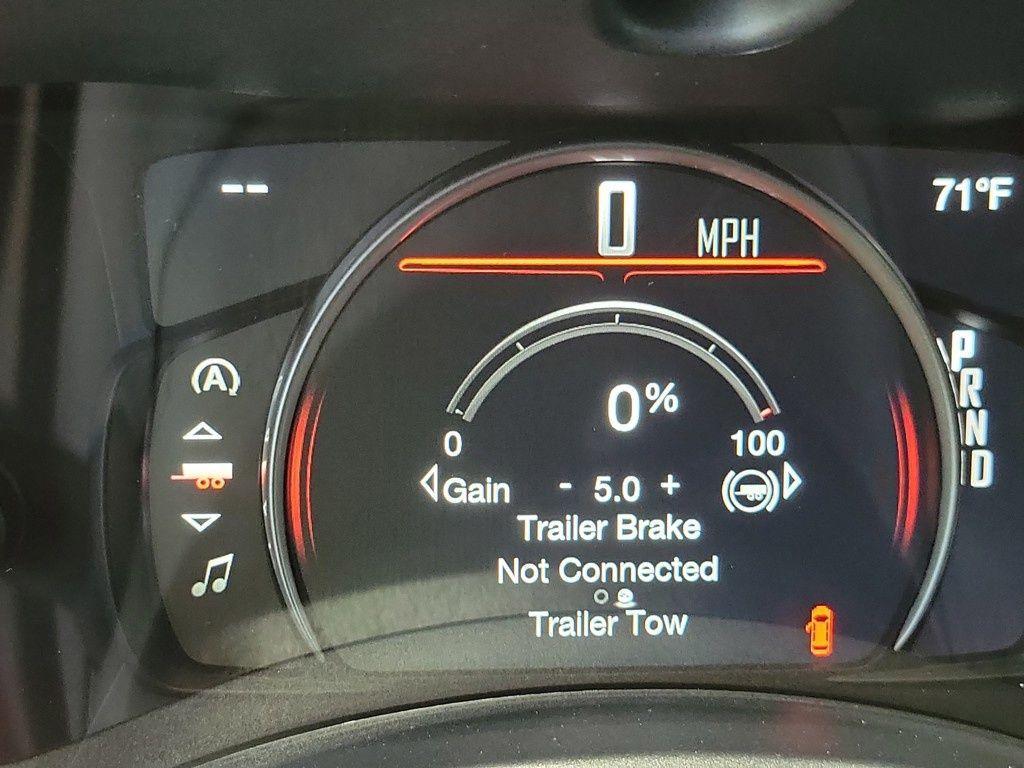 --
0 MPH
71°F
A
0%
0 100
Gain - 5.0 +
Trailer Brake
Not Connected
Trailer Tow
P
R
N
D